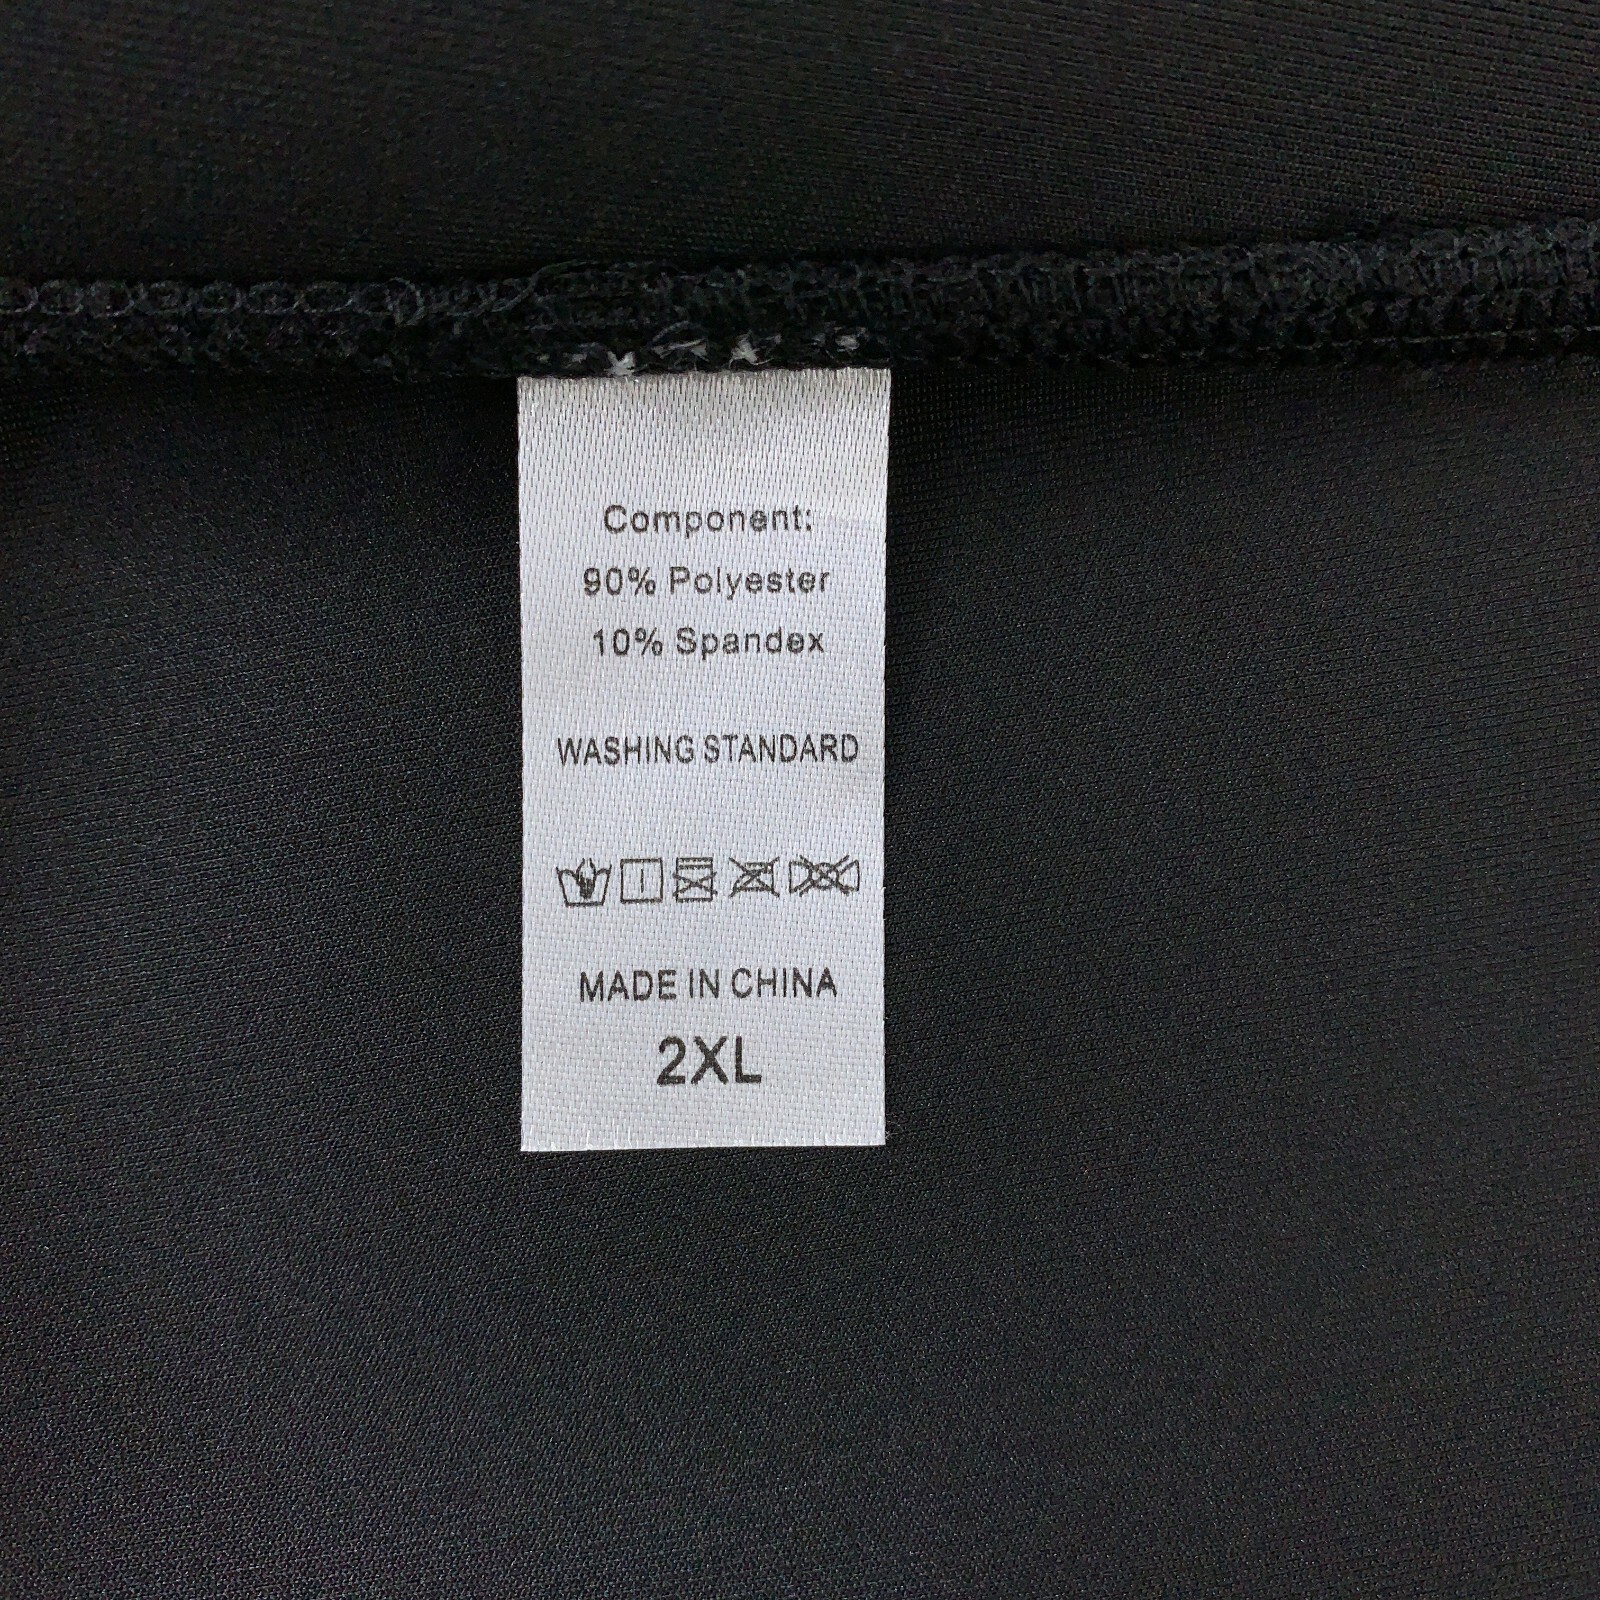 Component:
90% Polyester
10% Spandex
WASHING STANDARD
MADE IN CHINA
2XL